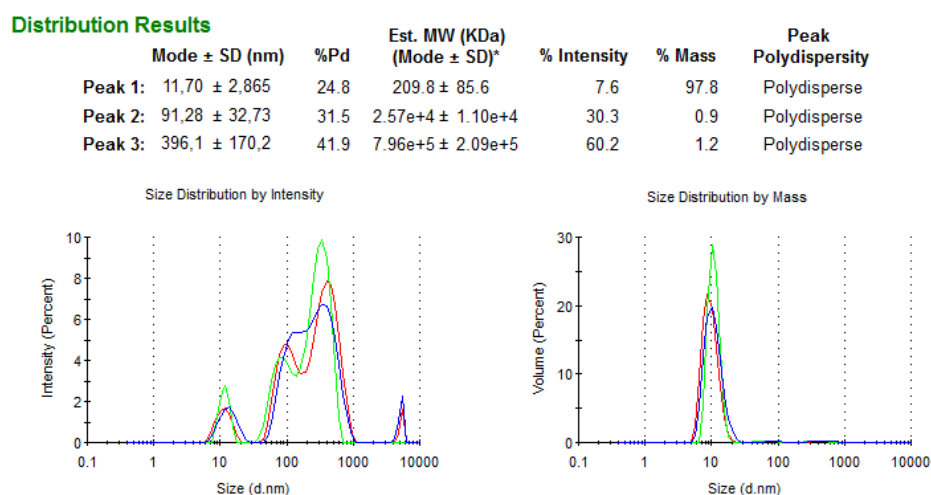 Distribution Results
Mode ± SD (nm) %Pd Est. MW (KDa) (Mode ± SD)* % Intensity % Mass Peak Polydispersity
Peak 1: 11,70 ± 2,865 24.8 209.8 ± 85.6 7.6 97.8 Polydisperse
Peak 2: 91,28 ± 32,73 31.5 2.57e+4 ± 1.10e+4 30.3 0.9 Polydisperse
Peak 3: 396,1 ± 170,2 41.9 7.96e+5 ± 2.09e+5 60.2 1.2 Polydisperse
Size Distribution by Intensity
Intensity (Percent)
10
8
6
4
2
0
0.1 1 10 100 1000 10000
Size (d.nm)
Size Distribution by Mass
Volume (Percent)
30
20
10
0
0.1 1 10 100 1000 10000
Size (d.nm)